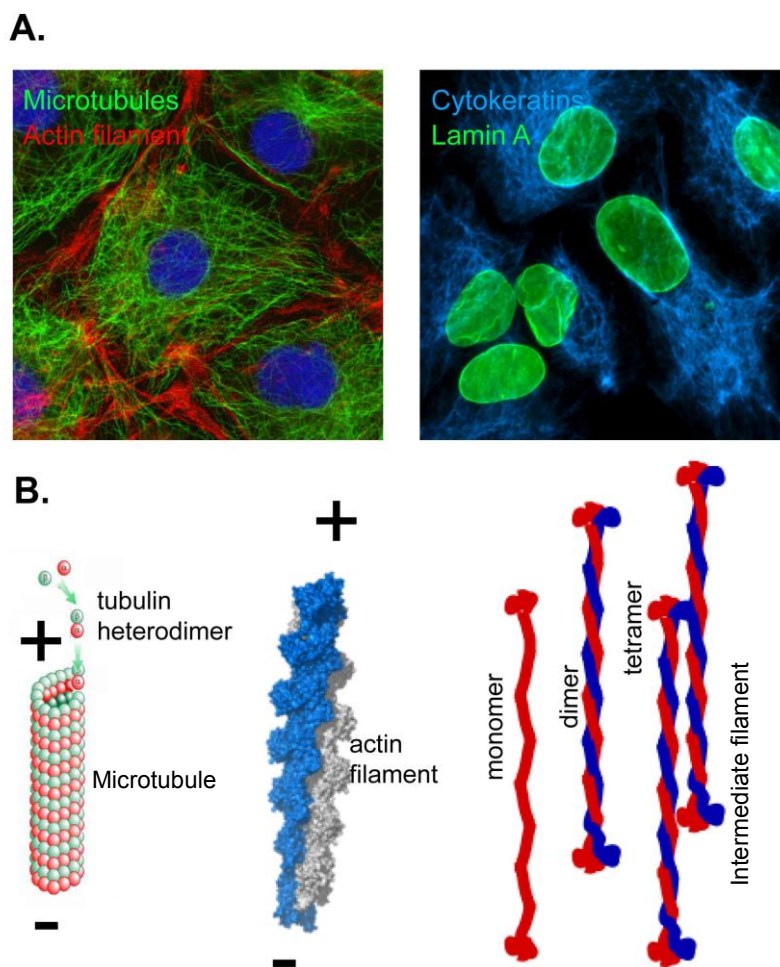 A.
Microtubules
Actin filament
Cytokeratins
Lamin A
B.
+
β α
tubulin
heterodimer
β
α
+
α
Microtubule
-
+
actin
filament
-
monomer
dimer
tetramer
Intermediate filament